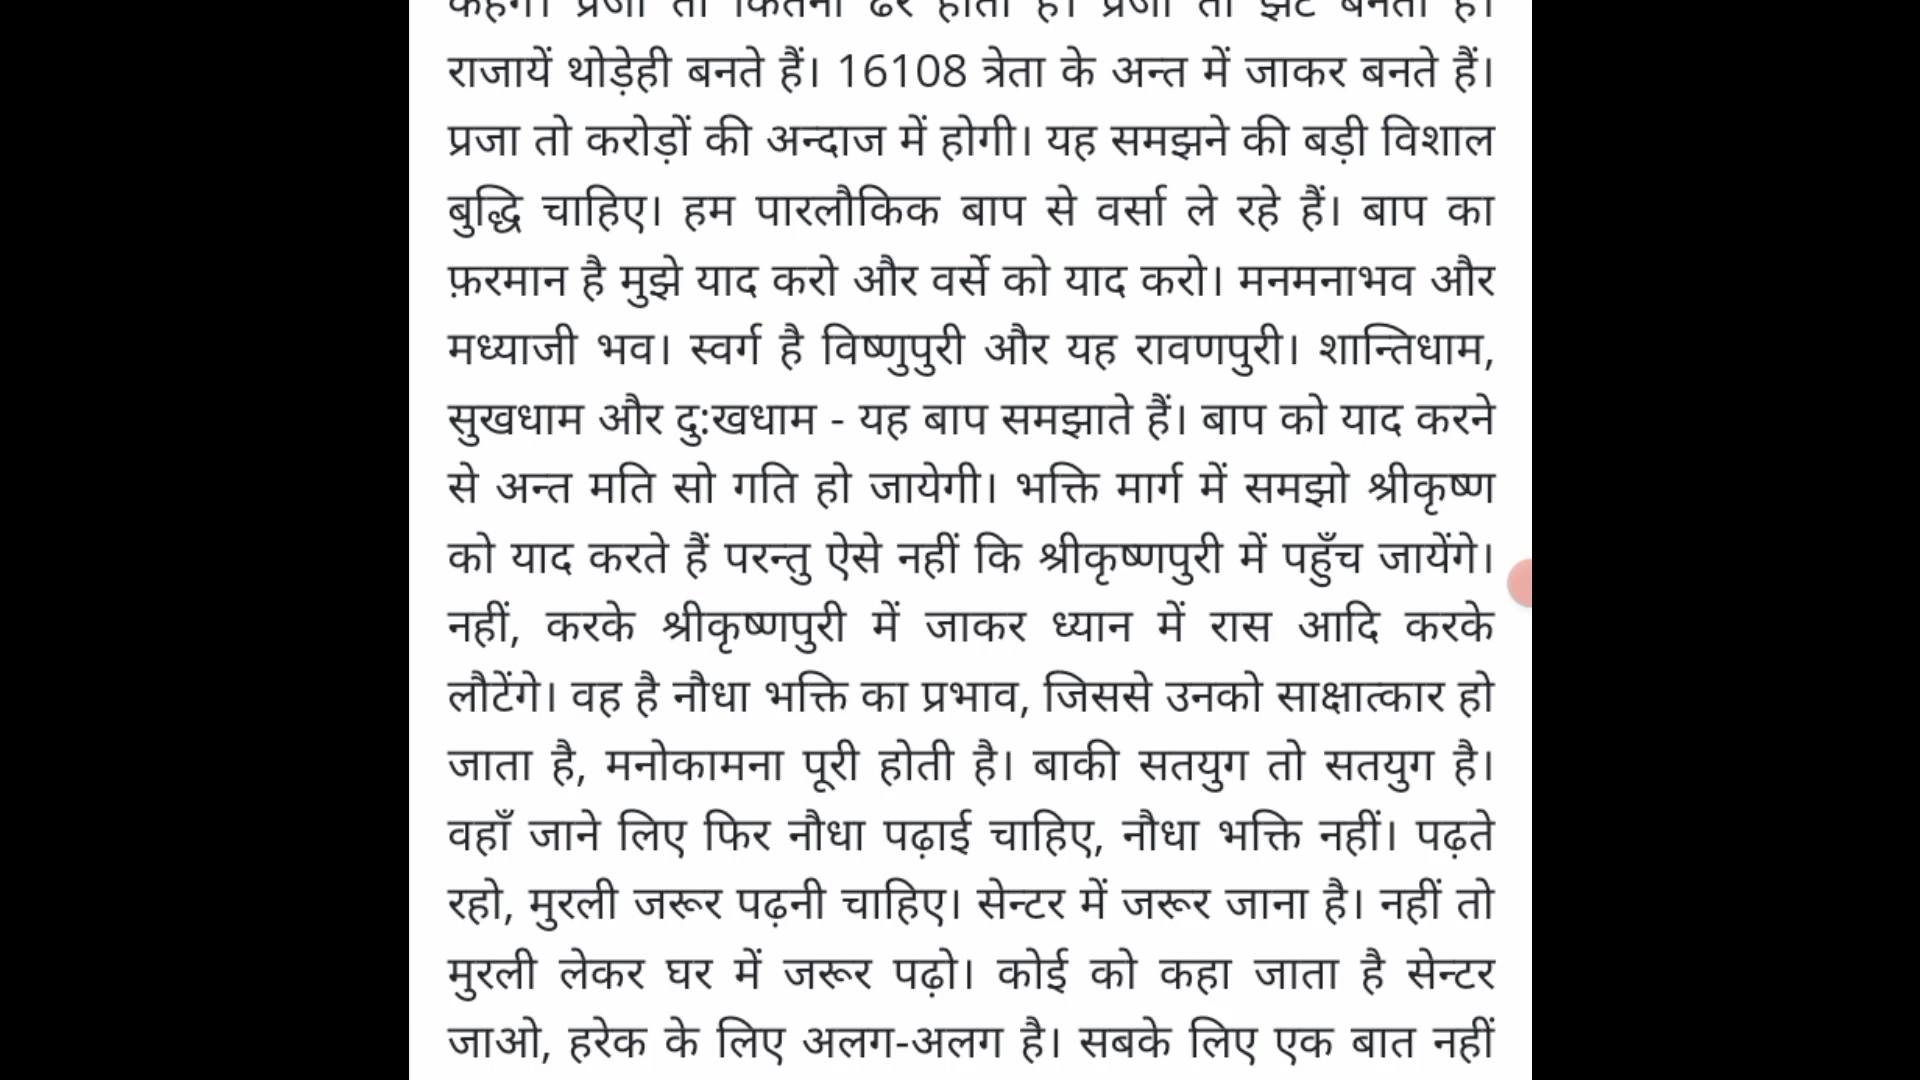 राजायें थोड़ेही बनते हैं। 16108 त्रेता के अन्त में जाकर बनते हैं।
प्रजा तो करोड़ों की अन्दाज में होगी। यह समझने की बड़ी विशाल
बुद्धि चाहिए। हम पारलौकिक बाप से वर्सा ले रहे हैं। बाप का
फ़रमान है मुझे याद करो और वर्से को याद करो। मनमनाभव और
मध्याजी भव। स्वर्ग है विष्णुपुरी और यह रावणपुरी। शान्तिधाम,
सुखधाम और दु:खधाम - यह बाप समझाते हैं। बाप को याद करने
से अन्त मति सो गति हो जायेगी। भक्ति मार्ग में समझो श्रीकृष्ण
को याद करते हैं परन्तु ऐसे नहीं कि श्रीकृष्णपुरी में पहुँच जायेंगे।
नहीं, करके श्रीकृष्णपुरी में जाकर ध्यान में रास आदि करके
लौटेंगे। वह है नौधा भक्ति का प्रभाव, जिससे उनको साक्षात्कार हो
जाता है, मनोकामना पूरी होती है। बाकी सतयुग तो सतयुग है।
वहाँ जाने लिए फिर नौधा पढ़ाई चाहिए, नौधा भक्ति नहीं। पढ़ते
रहो, मुरली जरूर पढ़नी चाहिए। सेन्टर में जरूर जाना है। नहीं तो
मुरली लेकर घर में जरूर पढ़ो। कोई को कहा जाता है सेन्टर
जाओ, हरेक के लिए अलग-अलग है। सबके लिए एक बात नहीं